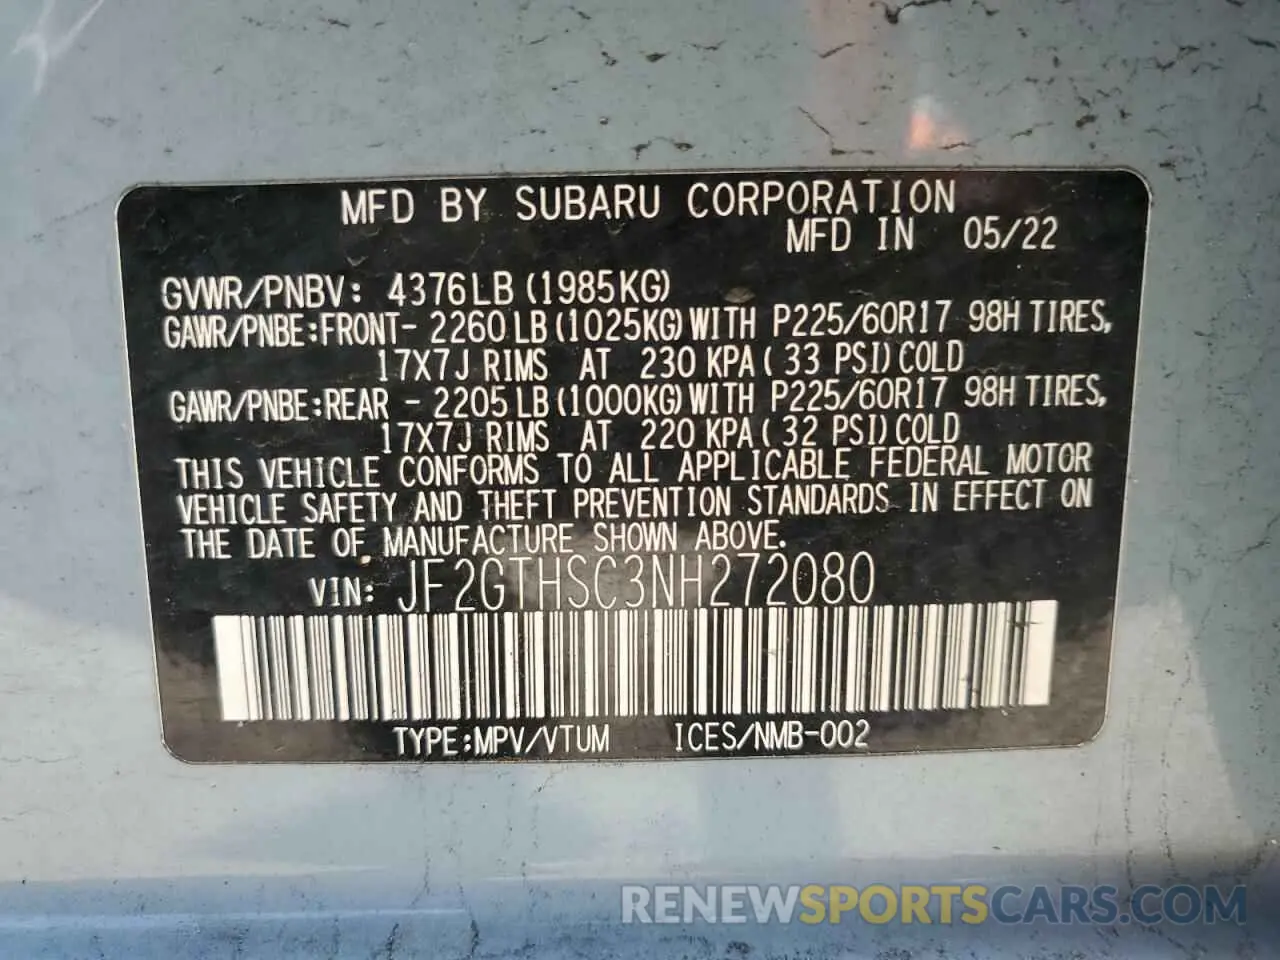 MFD BY SUBARU CORPORATION
MFD IN 05/22
GVWR/PNBV: 4376LB (1985KG)
GAWR/PNBE:FRONT- 2260 LB (1025KG) WITH P225/60R17 98H TIRES,
17X7J RIMS AT 230 KPA ( 33 PSI) COLD
GAWR/PNBE:REAR - 2205 LB (1000KG) WITH P225/60R17 98H TIRES,
17X7J RIMS AT 220 KPA ( 32 PSI) COLD
THIS VEHICLE CONFORMS TO ALL APPLICABLE FEDERAL MOTOR
VEHICLE SAFETY AND THEFT PREVENTION STANDARDS IN EFFECT ON
THE DATE OF MANUFACTURE SHOWN ABOVE.
VIN: JF2GTHSC3NH272080
TYPE:MPV/VTUM ICES/NMB-002
RENEWSPORTSCARS.COM